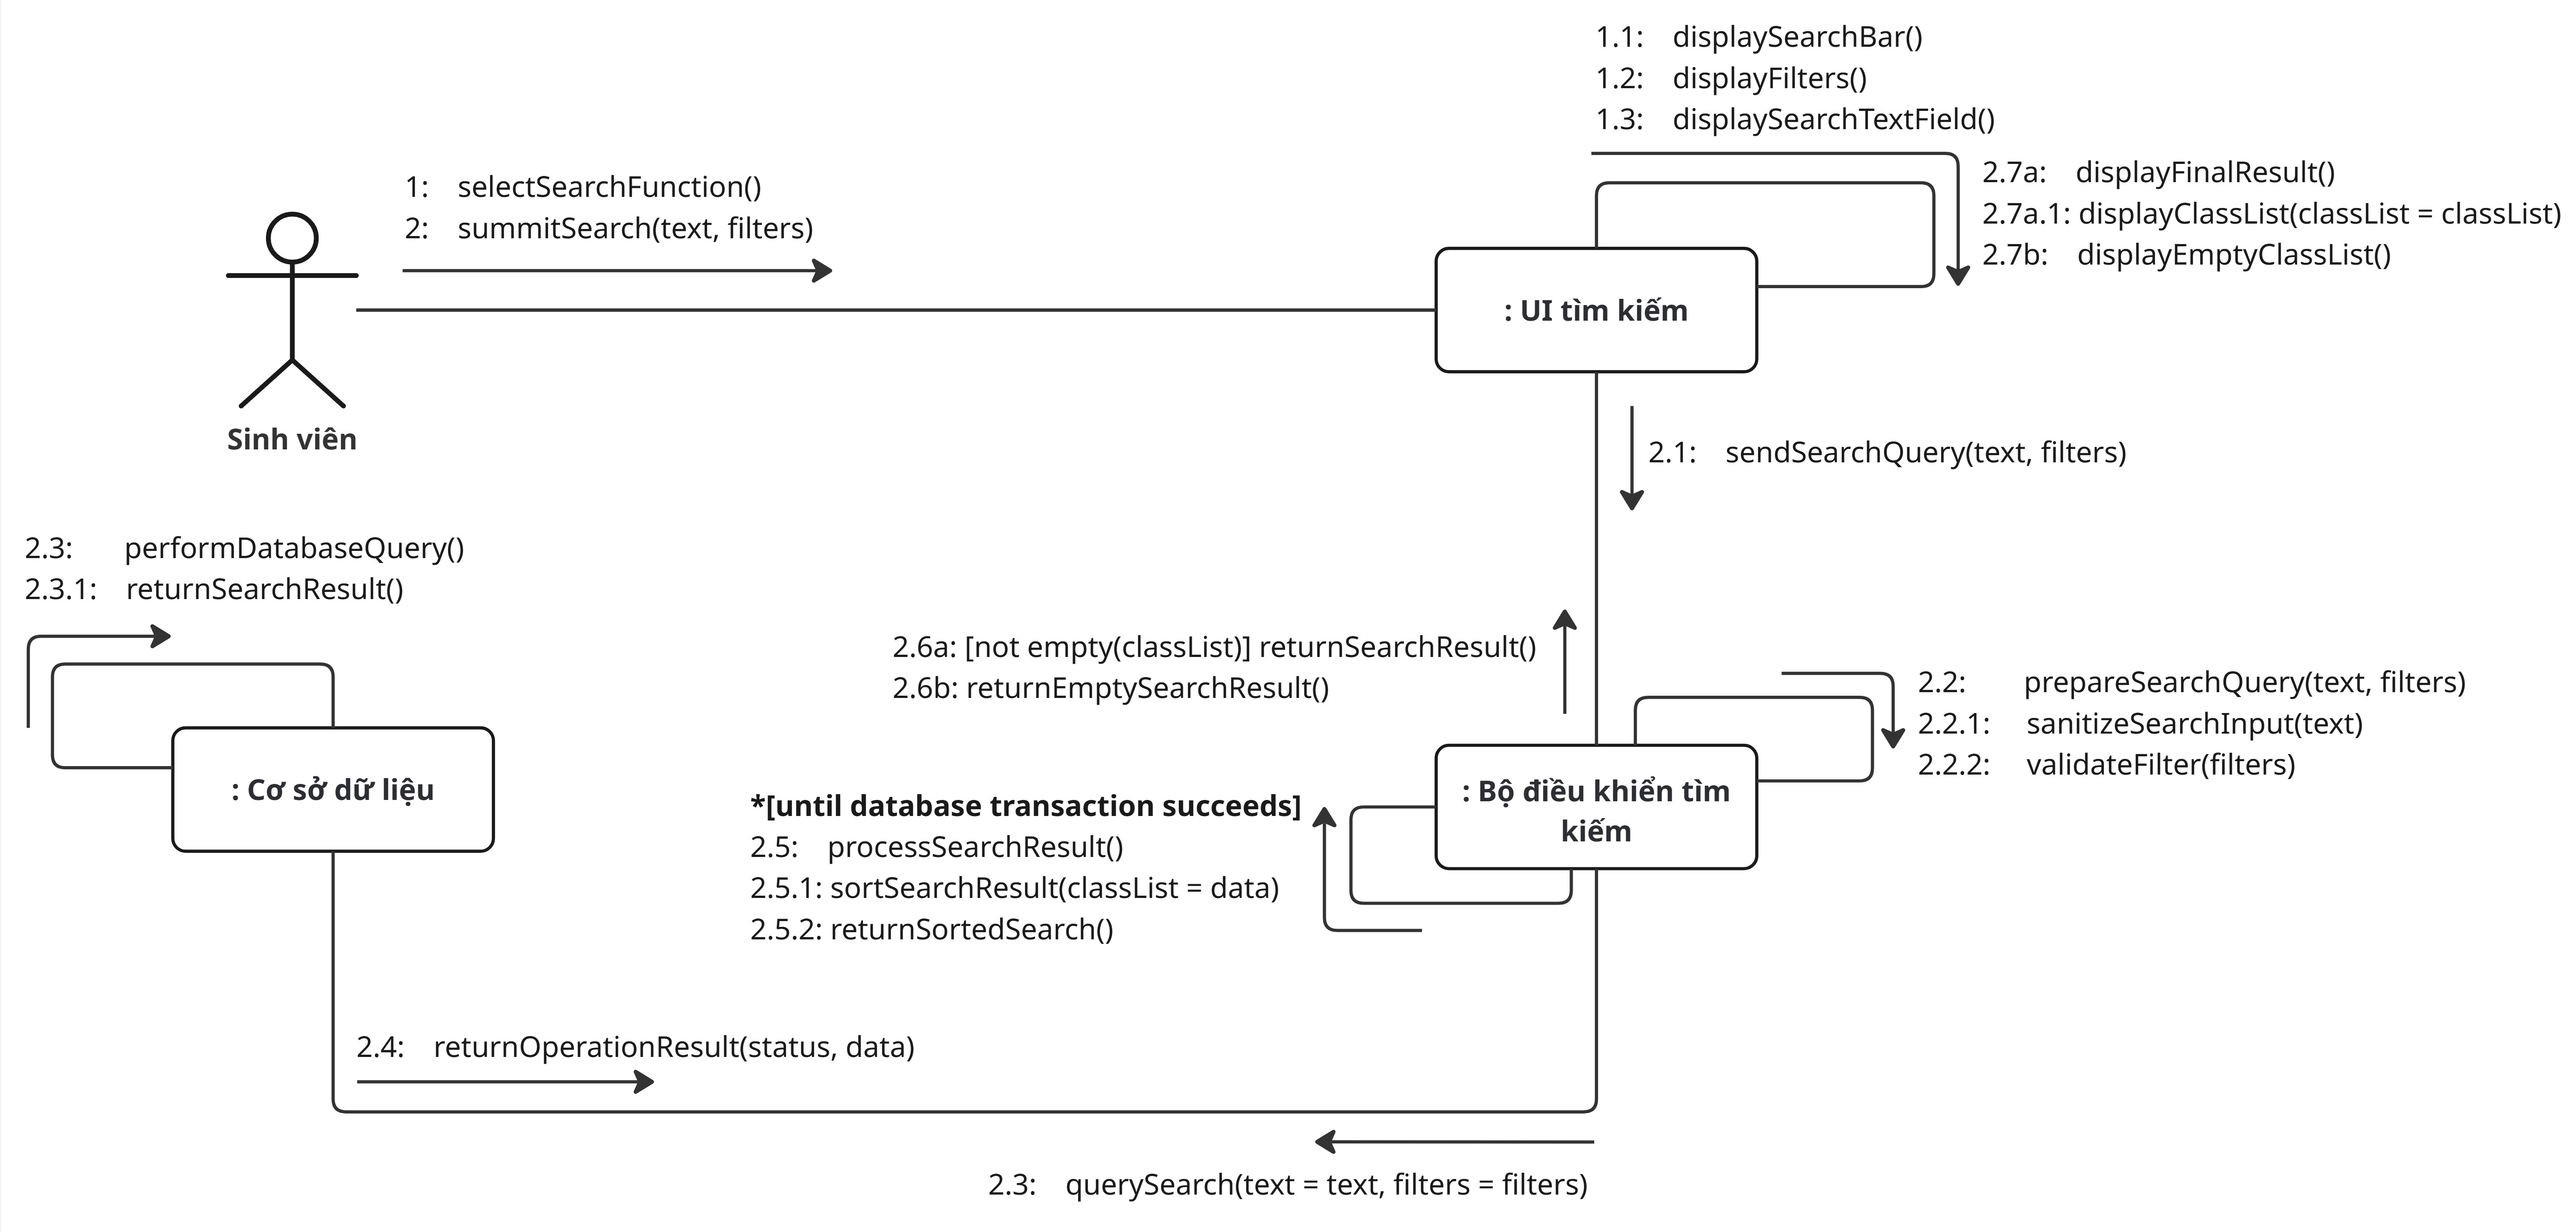 1.1: displaySearchBar()
1.2: displayFilters()
1.3: displaySearchTextField()
2.7a: displayFinalResult()
2.7a.1: displayClassList(classList = classList)
2.7b: displayEmptyClassList()
1: selectSearchFunction()
2: summitSearch(text, filters)
: UI tìm kiếm
Sinh viên
2.1: sendSearchQuery(text, filters)
2.3: performDatabaseQuery()
2.3.1: returnSearchResult()
2.6a: [not empty(classList)] returnSearchResult()
2.6b: returnEmptySearchResult()
2.2: prepareSearchQuery(text, filters)
2.2.1: sanitizeSearchInput(text)
2.2.2: validateFilter(filters)
: Cơ sở dữ liệu
: Bộ điều khiển tìm
kiếm
*[until database transaction succeeds]
2.5: processSearchResult()
2.5.1: sortSearchResult(classList = data)
2.5.2: returnSortedSearch()
2.4: returnOperationResult(status, data)
2.3: querySearch(text = text, filters = filters)